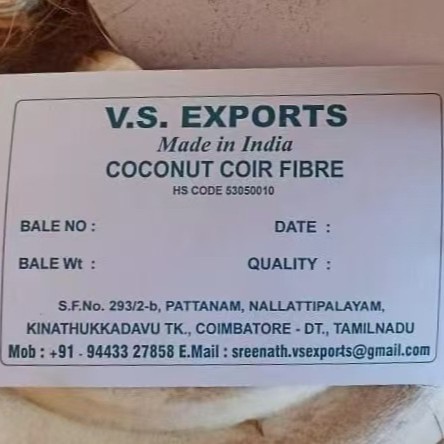 V.S. EXPORTS
Made in India
COCONUT COIR FIBRE
HS CODE 53050010
BALE NO : DATE :
BALE Wt : QUALITY :
S.F.No. 293/2-b, PATTANAM, NALLATTIPALAYAM,
KINATHUKKADAVU TK., COIMBATORE - DT., TAMILNADU
Mob : +91 - 94433 27858 E.Mail : sreenath.vsexports@gmail.com